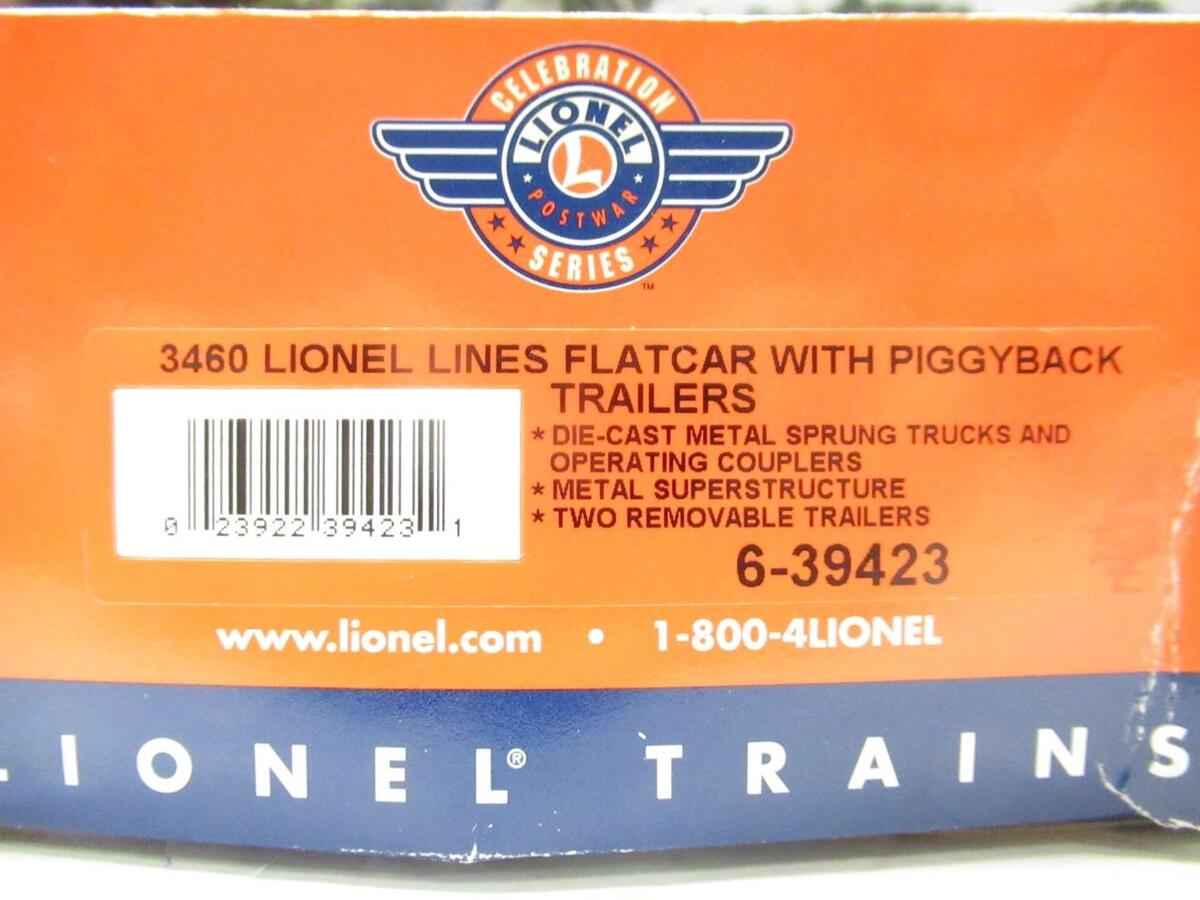 CELEBRATION
LIONEL
L
POSTWAR
SERIES
TM
3460 LIONEL LINES FLATCAR WITH PIGGYBACK
TRAILERS
* DIE-CAST METAL SPRUNG TRUCKS AND
OPERATING COUPLERS
* METAL SUPERSTRUCTURE
* TWO REMOVABLE TRAILERS
0 23922 39423 1
6-39423
www.lionel.com • 1-800-4LIONEL
LIONEL® TRAINS